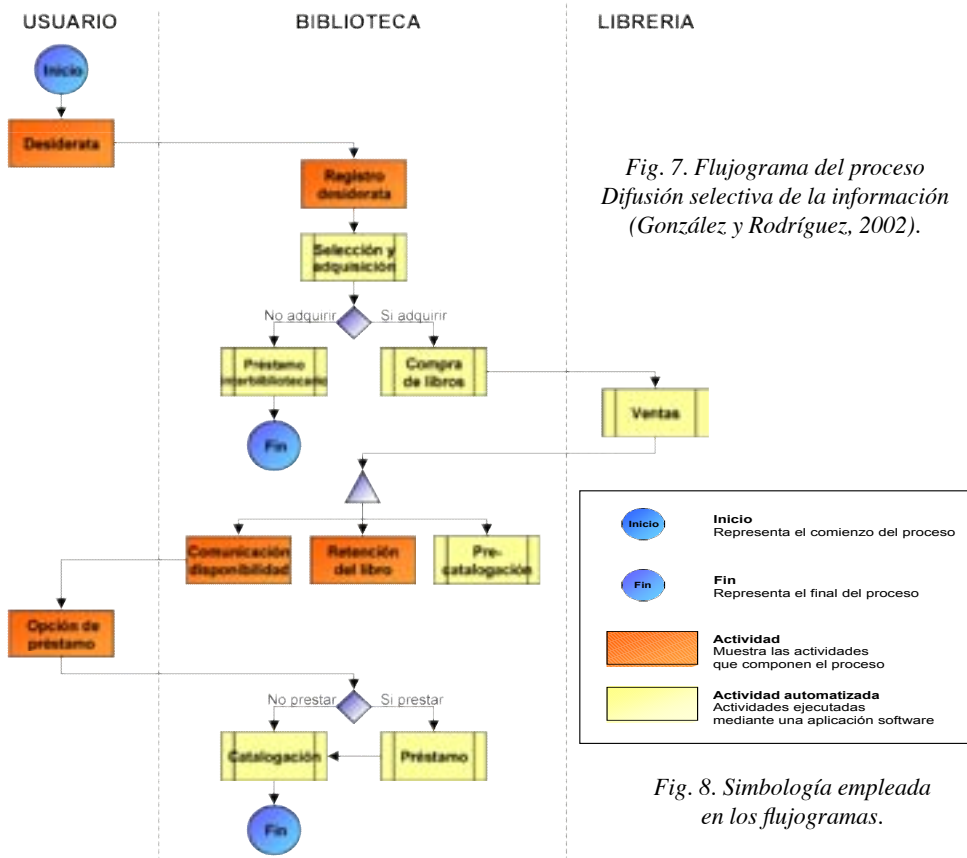 USUARIO
BIBLIOTECA
LIBRERIA
Inicio
Desiderata
Registro
desiderata
Selección y
adquisición
No adquirir
Si adquirir
Préstamo
interbibliotecario
Compra
de libros
Ventas
Fin
Comunicación
disponibilidad
Retención
del libro
Pre-
catalogación
Opción de
préstamo
No prestar
Si prestar
Catalogación
Préstamo
Fin
Fig. 7. Flujograma del proceso
Difusión selectiva de la información
(González y Rodríguez, 2002).
Inicio
Inicio
Representa el comienzo del proceso
Fin
Fin
Representa el final del proceso
Actividad
Muestra las actividades
que componen el proceso
Actividad automatizada
Actividades ejecutadas
mediante una aplicación software
Fig. 8. Simbología empleada
en los flujogramas.